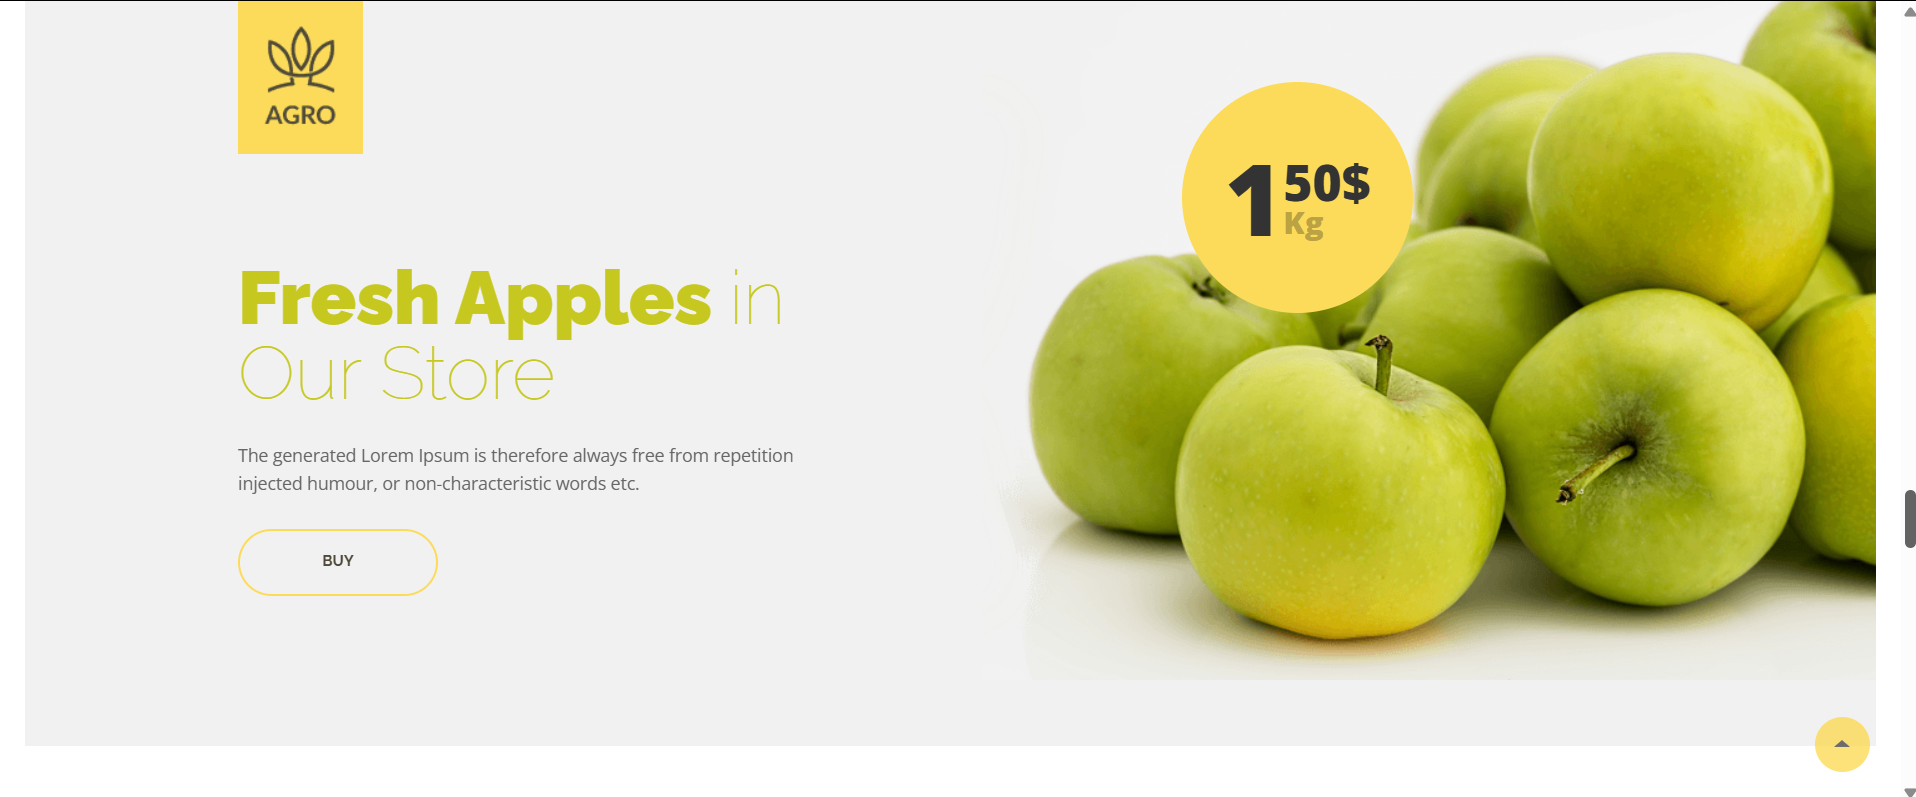 AGRO
1 50$
Kg
Fresh Apples in
Our Store
The generated Lorem Ipsum is therefore always free from repetition
injected humour, or non-characteristic words etc.
BUY